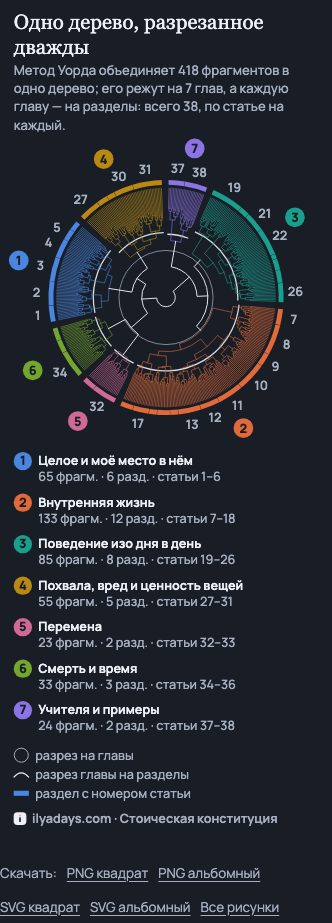 Одно дерево, разрезанное
дважды
Метод Уорда объединяет 418 фрагментов в
одно дерево; его режут на 7 глав, а каждую
главу — на разделы: всего 38, по статье на
каждый.
7
4
31
37
38
30
19
27
3
21
5
22
4
1
3
2
26
1
7
8
6
34
9
10
32
11
5
17
13
12
2
1 Целое и моё место в нём
65 фрагм. · 6 разд. · статьи 1–6
2 Внутренняя жизнь
133 фрагм. · 12 разд. · статьи 7–18
3 Поведение изо дня в день
85 фрагм. · 8 разд. · статьи 19–26
4 Похвала, вред и ценность вещей
55 фрагм. · 5 разд. · статьи 27–31
5 Перемена
23 фрагм. · 2 разд. · статьи 32–33
6 Смерть и время
33 фрагм. · 3 разд. · статьи 34–36
7 Учителя и примеры
24 фрагм. · 2 разд. · статьи 37–38
разрез на главы
разрез главы на разделы
раздел с номером статьи
ilyadays.com · Стоическая конституция
Скачать: PNG квадрат PNG альбомный
SVG квадрат SVG альбомный Все рисунки